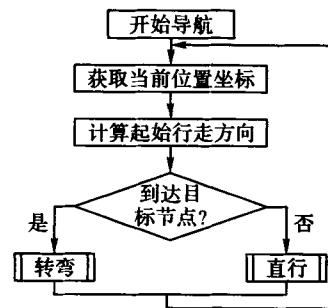 开始导航
获取当前位置坐标
计算起始行走方向
到达目
标节点?
是
否
转弯
直行